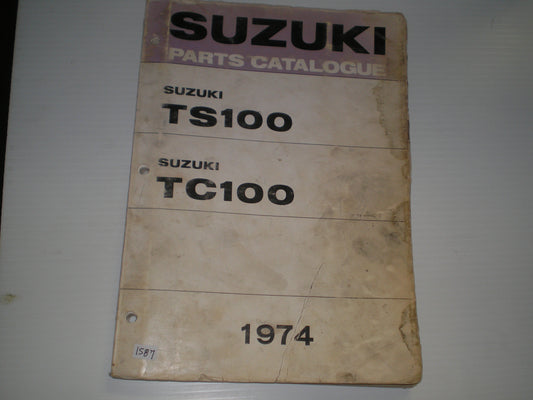 SUZUKI
PARTS CATALOGUE
SUZUKI
TS100
SUZUKI
TC100
1974
1587